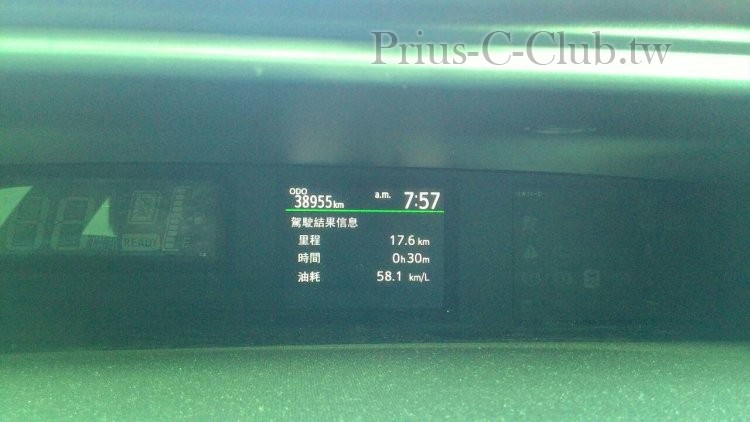 Prius-C-Club.tw
ODO
38955km a.m. 7:57
駕駛結果信息
里程 17.6 km
時間 0h30m
油耗 58.1 km/L
READY